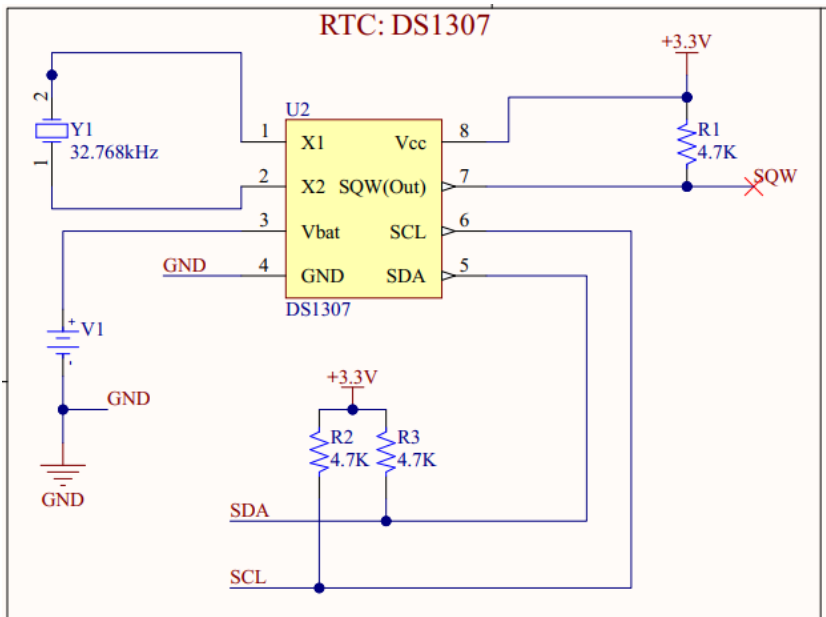 RTC: DS1307
+3.3V
U2
2
Y1
32.768kHz
1
1
X1
Vcc
8
R1
4.7K
2
X2
SQW(Out)
7
SQW
3
Vbat
SCL
6
GND
4
GND
SDA
5
DS1307
+
V1
-
GND
GND
+3.3V
R2
4.7K
R3
4.7K
SDA
SCL